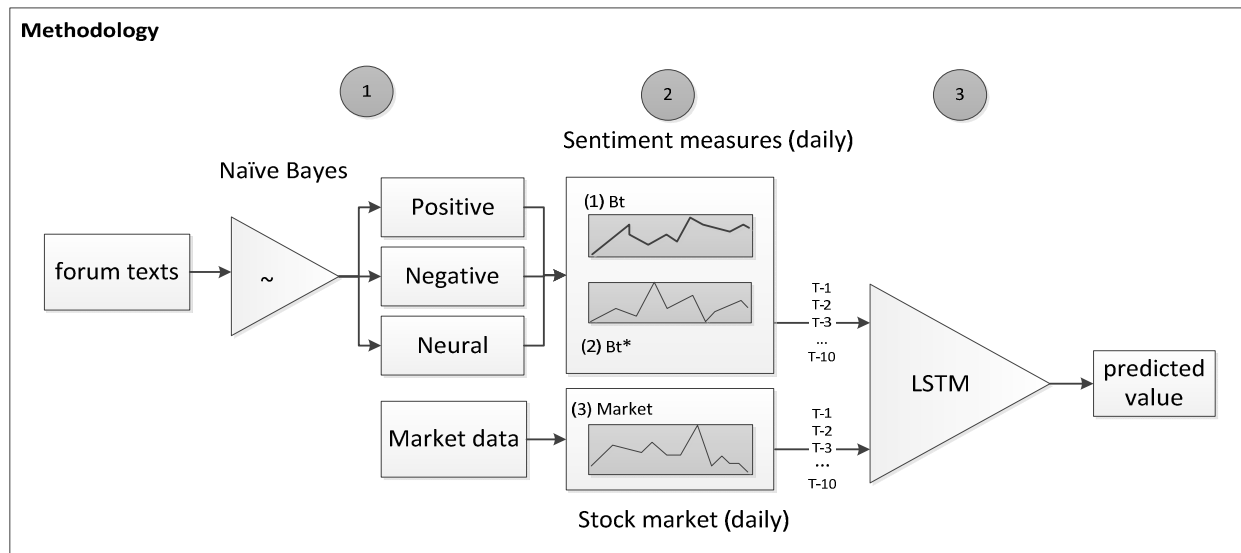 Methodology
1
2
3
Sentiment measures (daily)
Naïve Bayes
forum texts
~
Positive
Negative
Neural
(1) Bt
(2) Bt*
T-1
T-2
T-3
...
T-10
Market data
(3) Market
T-1
T-2
T-3
...
T-10
Stock market (daily)
LSTM
predicted
value